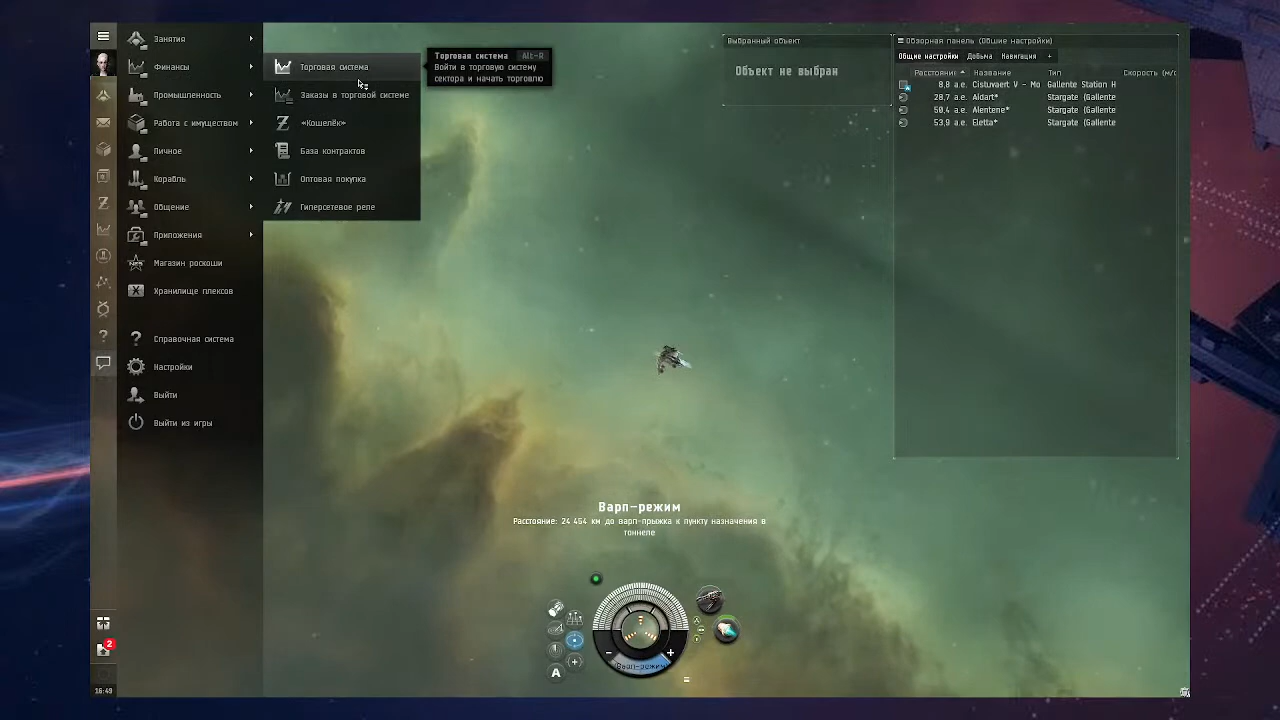 Занятия
Финансы
Промышленность
Работа с имуществом
Личное
Корабль
Общение
Приложения
Магазин роскоши
Хранилище плексов
Справочная система
Настройки
Выйти
Выйти из игры
Торговая система
Заказы в торговой системе
«Кошелёк»
База контрактов
Оптовая покупка
Гиперсетевое реле
Торговая система Alt-R
Войти в торговую систему
сектора и начать торговлю
Выбранный объект
Объект не выбран
Обзорная панель (Общие настройки)
Общие настройки Добыча Навигация +
Расстояни Название Тип Скорость (м/с
8,0 а.е. Cistuvaert V - Mo Gallente Station H
28,7 а.е. Aldart* Stargate (Gallente
50,4 а.е. Alentene* Stargate (Gallente
53,9 а.е. Eletta* Stargate (Gallente
Варп-режим
Расстояние: 24 454 км до варп-прыжка к пункту назначения в
тоннеле
A
Варп-режим
2
16:49